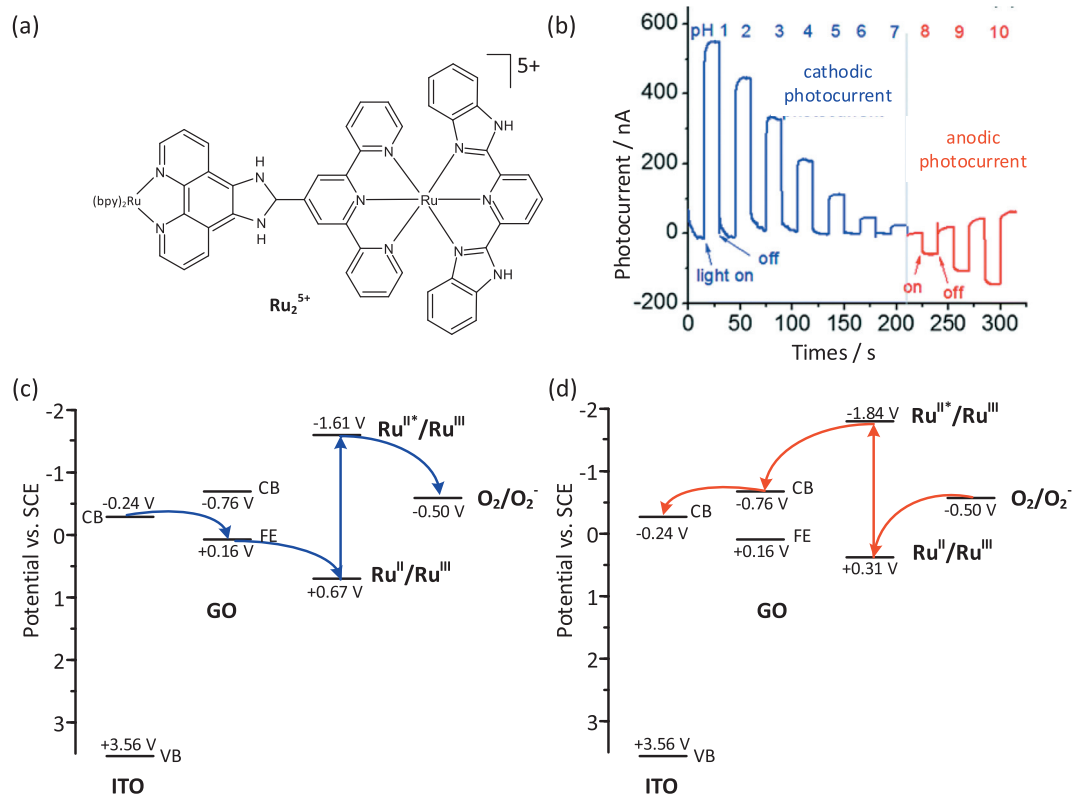 (a)
5+
NH
N
N
N
H
N
(bpy)₂Ru
N
Ru
N
N
N
N
H
N
N
NH
Ru₂⁵⁺
(b)
600
400
200
0
-200
Photocurrent / nA
pH 1 2 3 4 5 6 7 8 9 10
cathodic
photocurrent
anodic
photocurrent
light on
off
on
off
0 50 100 150 200 250 300
Times / s
(c)
Potential vs. SCE
-2
-1
0
1
2
3
-1.61 V
Ruᴵᴵ*/Ruᴵᴵᴵ
-0.24 V
CB
-0.76 V
CB
O₂/O₂⁻
-0.50 V
FE
+0.16 V
Ruᴵᴵ/Ruᴵᴵᴵ
+0.67 V
GO
+3.56 V
VB
ITO
(d)
Potential vs. SCE
-2
-1
0
1
2
3
-1.84 V
Ruᴵᴵ*/Ruᴵᴵᴵ
CB
-0.76 V
CB
-0.24 V
O₂/O₂⁻
-0.50 V
FE
+0.16 V
Ruᴵᴵ/Ruᴵᴵᴵ
+0.31 V
GO
+3.56 V
VB
ITO